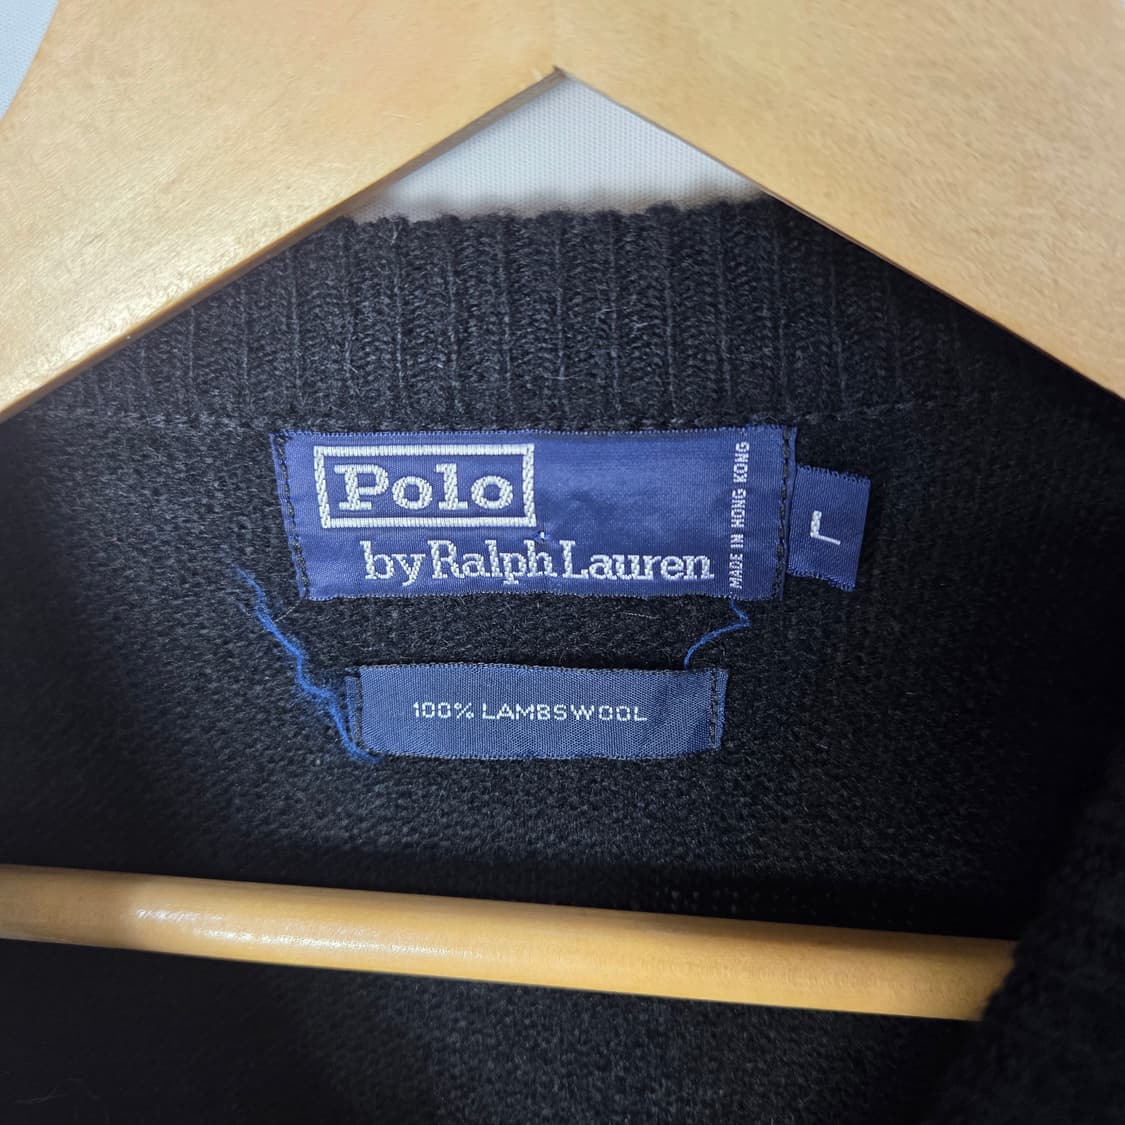 Polo
by Ralph Lauren
MADE IN HONG KONG
L
100% LAMBSWOOL